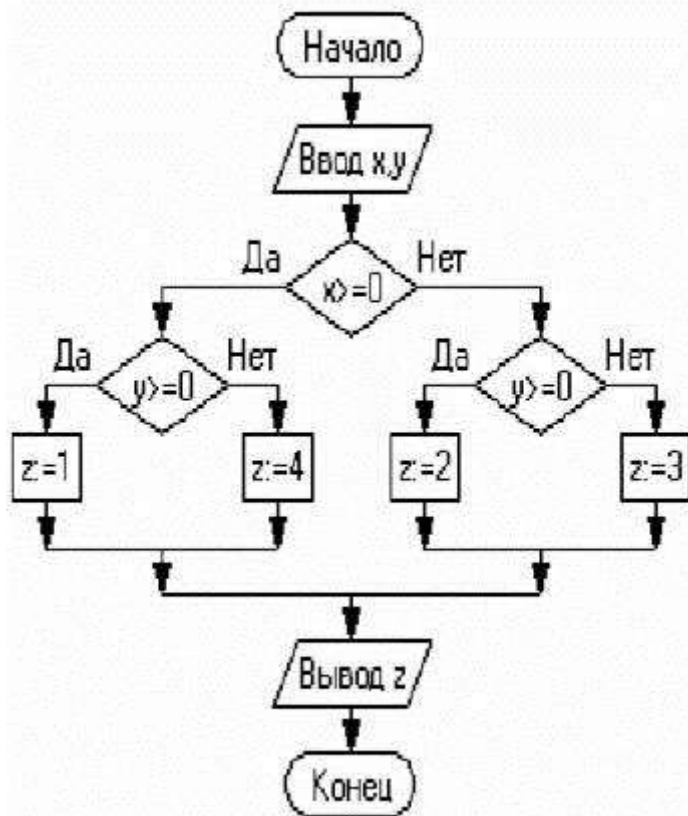 Начало
Ввод x,y
Да Нет
x>=0
Да Нет Да Нет
y>=0 y>=0
z:=1 z:=4 z:=2 z:=3
Вывод z
Конец